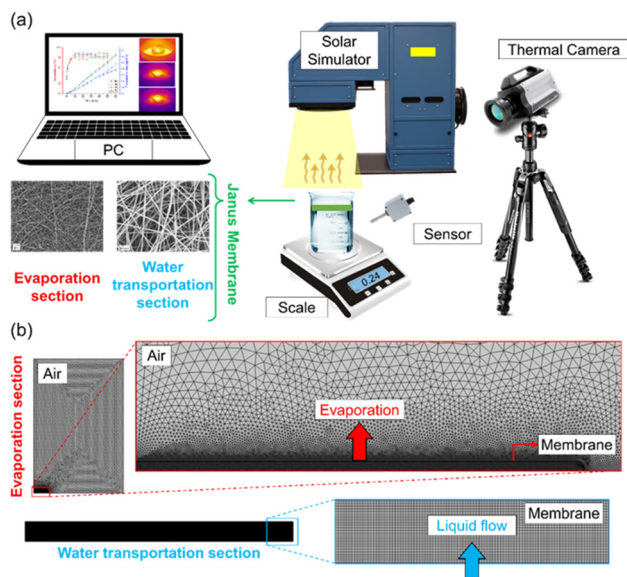 (a)
Solar
Simulator
Thermal Camera
PC
Janus Membrane
Sensor
Evaporation
section
Water
transportation
section
Scale
0.24
(b)
Evaporation section
Air
Air
Evaporation
Membrane
Membrane
Liquid flow
Water transportation section